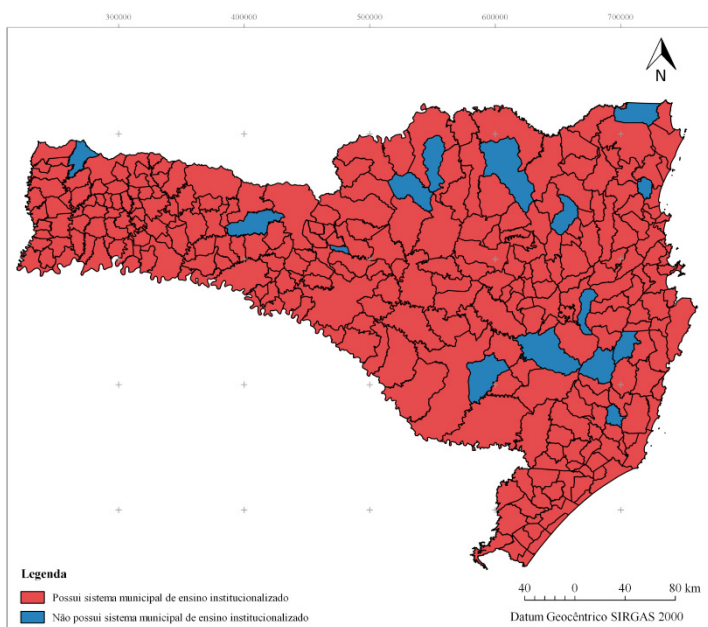 300000 400000 500000 600000 700000
N
Legenda
Possui sistema municipal de ensino institucionalizado
Não possui sistema municipal de ensino institucionalizado
40 0 40 80 km
Datum Geocêntrico SIRGAS 2000